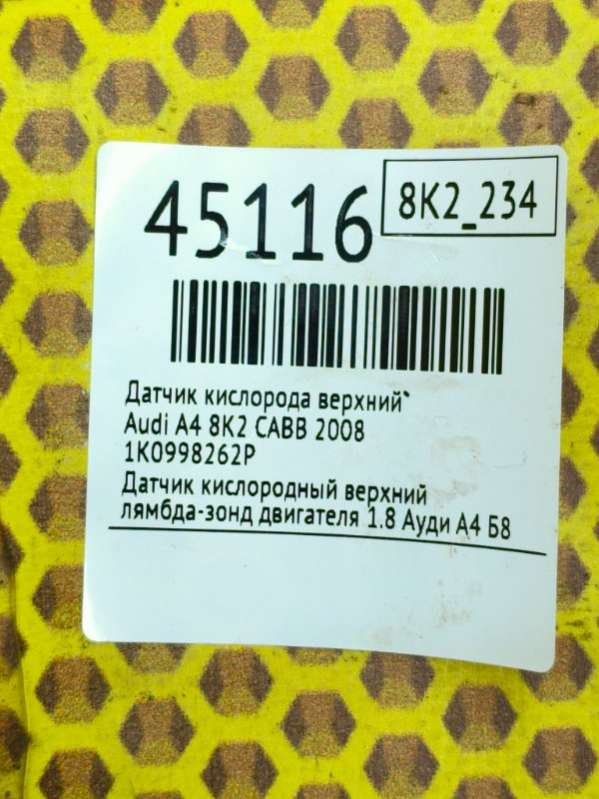 45116
8K2_234
Датчик кислорода верхний*
Audi A4 8K2 CABB 2008
1K0998262P
Датчик кислородный верхний
лямбда-зонд двигателя 1.8 Ауди А4 Б8